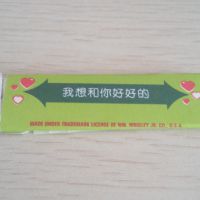 我想和你好好的
MADE UNDER TRADEMARK LICENSE OF WM. WRIGLEY JR. CO., U.S.A.